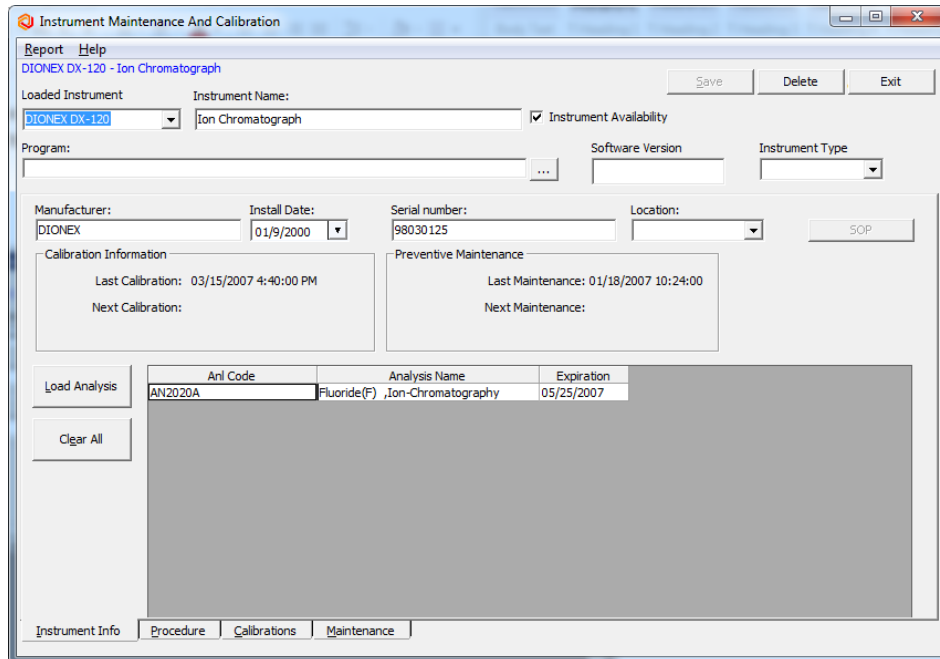 Instrument Maintenance And Calibration
Report Help
DIONEX DX-120 - Ion Chromatograph
Save Delete Exit
Loaded Instrument Instrument Name:
DIONEX DX-120 Ion Chromatograph Instrument Availability
Program: Software Version Instrument Type
...
Manufacturer: Install Date: Serial number: Location:
DIONEX 01/9/2000 98030125 SOP
Calibration Information Preventive Maintenance
Last Calibration: 03/15/2007 4:40:00 PM Last Maintenance: 01/18/2007 10:24:00
Next Calibration: Next Maintenance:
Load Analysis
Anl Code Analysis Name Expiration
AN2020A Fluoride(F) ,Ion-Chromatography 05/25/2007
Clear All
Instrument Info Procedure Calibrations Maintenance